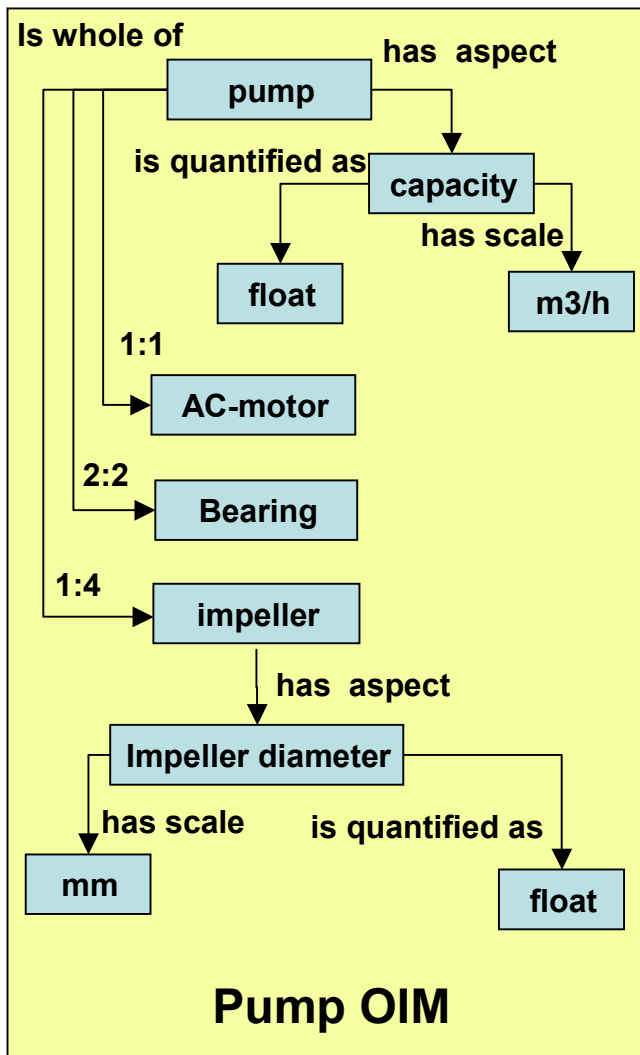 Is whole of
has aspect
pump
is quantified as
capacity
has scale
float
m3/h
1:1
AC-motor
2:2
Bearing
1:4
impeller
has aspect
Impeller diameter
has scale
is quantified as
mm
float
Pump OIM